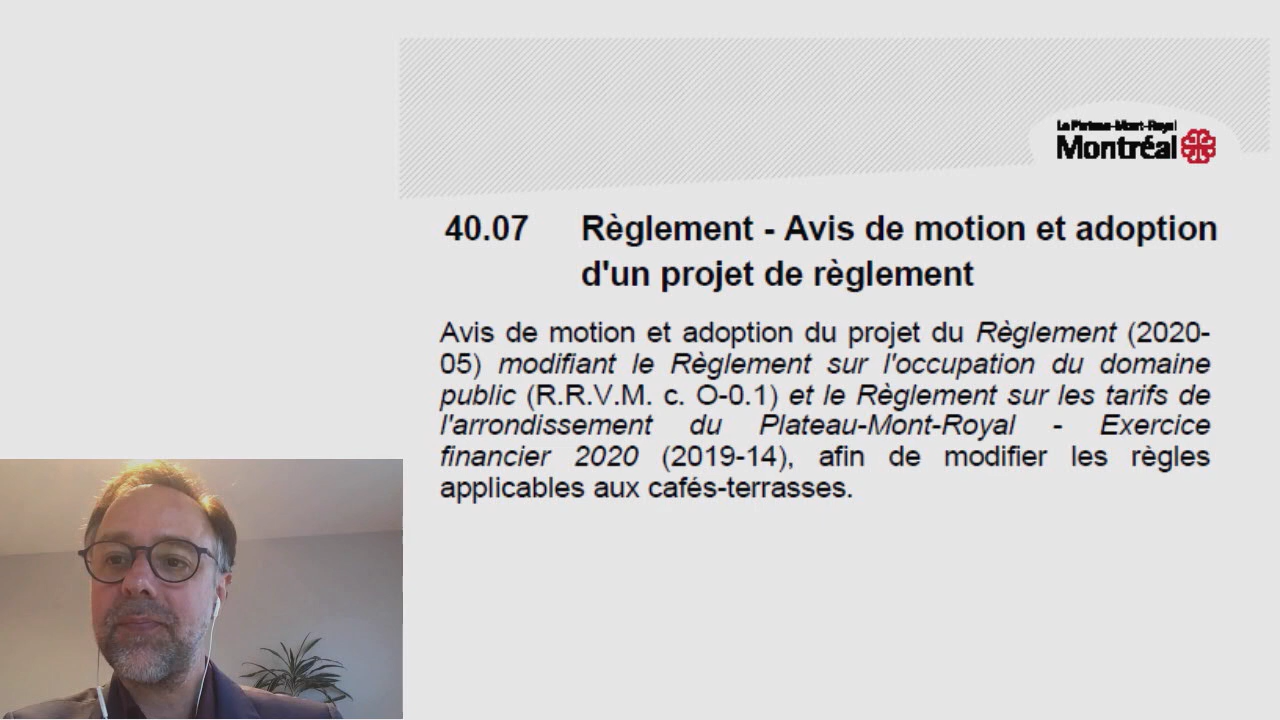 Le Plateau-Mont-Royal
Montréal
40.07 Règlement - Avis de motion et adoption
d'un projet de règlement
Avis de motion et adoption du projet du Règlement (2020-
05) modifiant le Règlement sur l'occupation du domaine
public (R.R.V.M. c. O-0.1) et le Règlement sur les tarifs de
l'arrondissement du Plateau-Mont-Royal - Exercice
financier 2020 (2019-14), afin de modifier les règles
applicables aux cafés-terrasses.